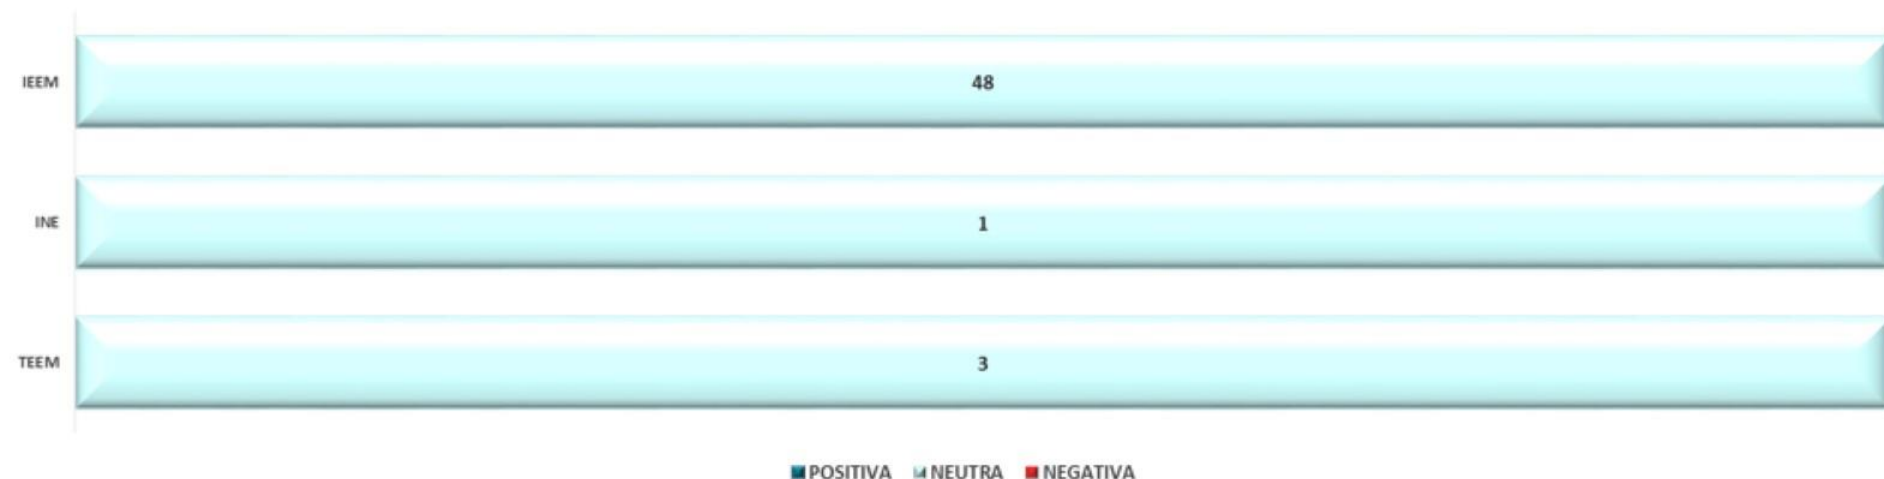 IEEM 48
INE 1
TEEM 3
POSITIVA NEUTRA NEGATIVA